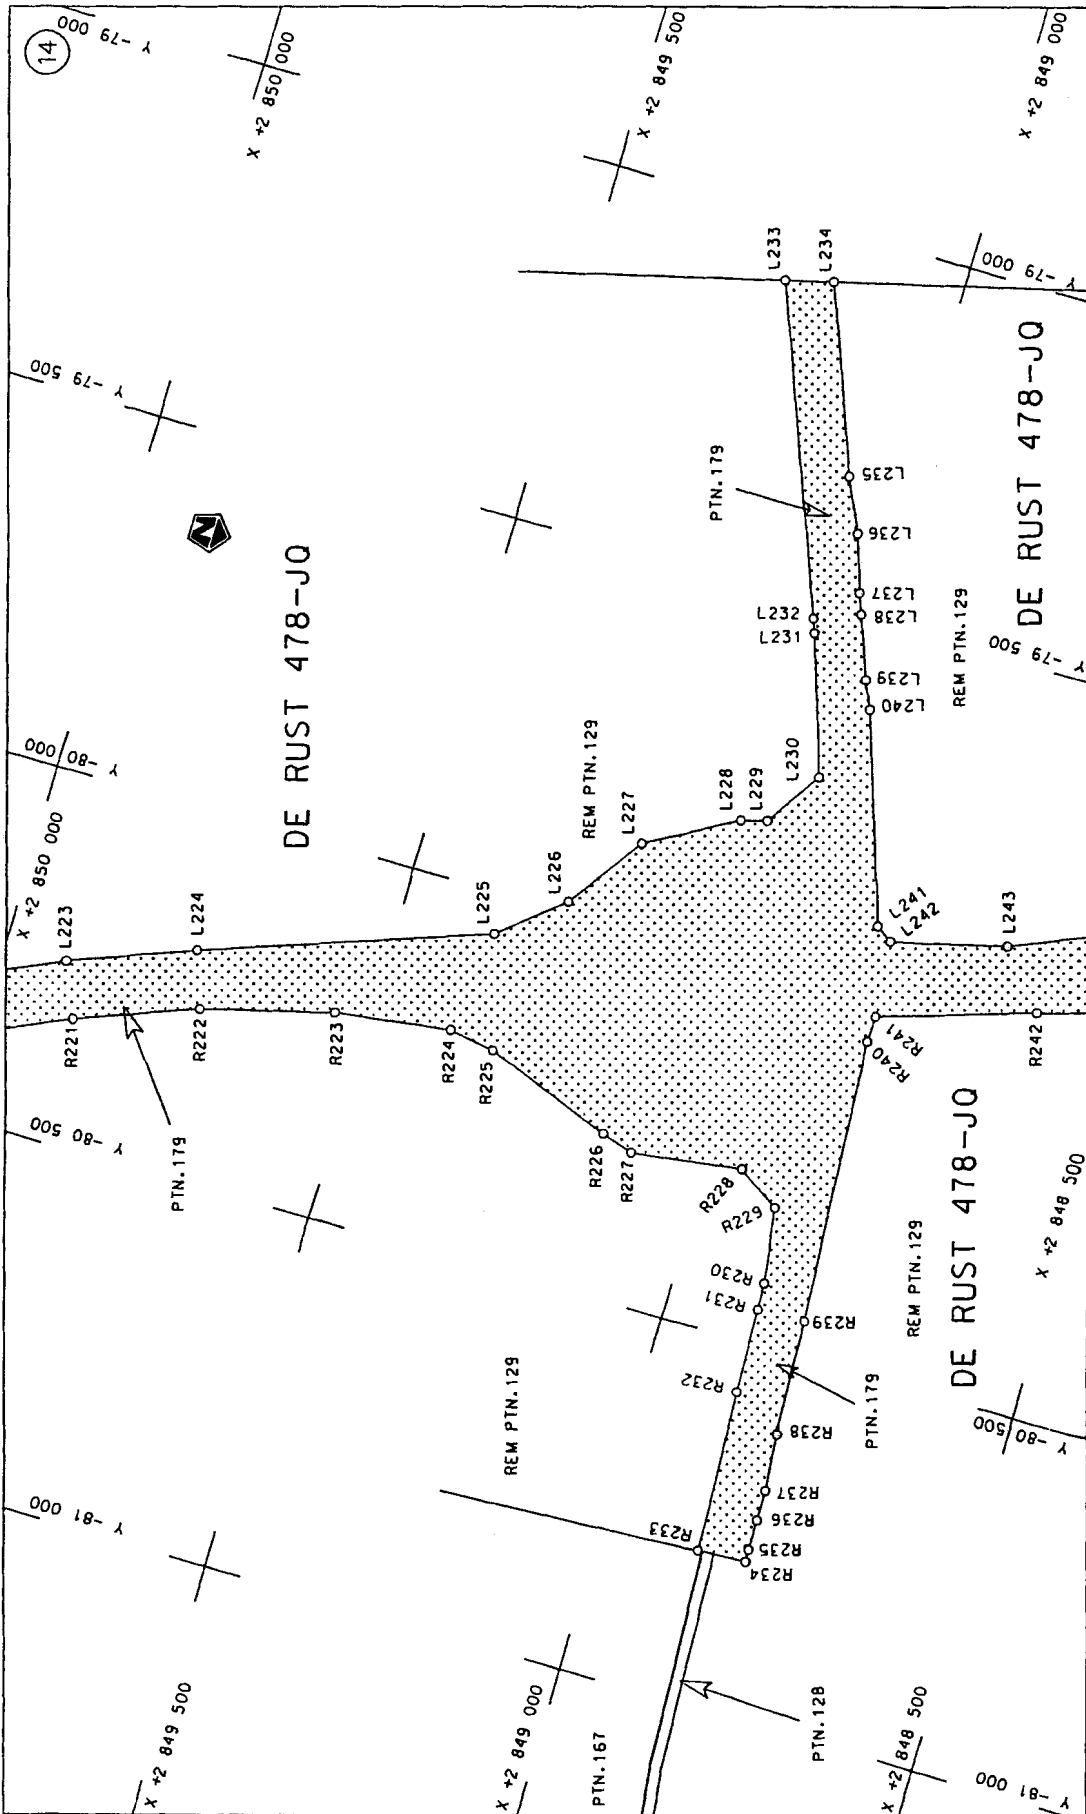 14
Y -79 000
X +2 850 000
X +2 849 500
X +2 849 000
Y -79 500
N
DE RUST 478-JQ
L233
L234
Y -79 000
DE RUST 478-JQ
PTN.179
L235
L236
L237
L238
L232
L231
L239
L240
REM PTN.129
Y -79 500
Y -80 000
X +2 850 000
REM PTN.129
L230
L229
L228
L227
L226
L225
L224
L223
L241
L242
L243
R221
R222
R223
R224
R225
R226
R227
R228
R229
R230
R231
R232
R233
R234
R235
R236
R237
R238
R239
R240
R241
R242
PTN.179
Y -80 500
DE RUST 478-JQ
REM PTN.129
X +2 848 500
PTN.179
Y -80 500
REM PTN.129
Y -81 000
X +2 849 500
X +2 849 000
PTN.167
PTN.128
X +2 848 500
Y -81 000